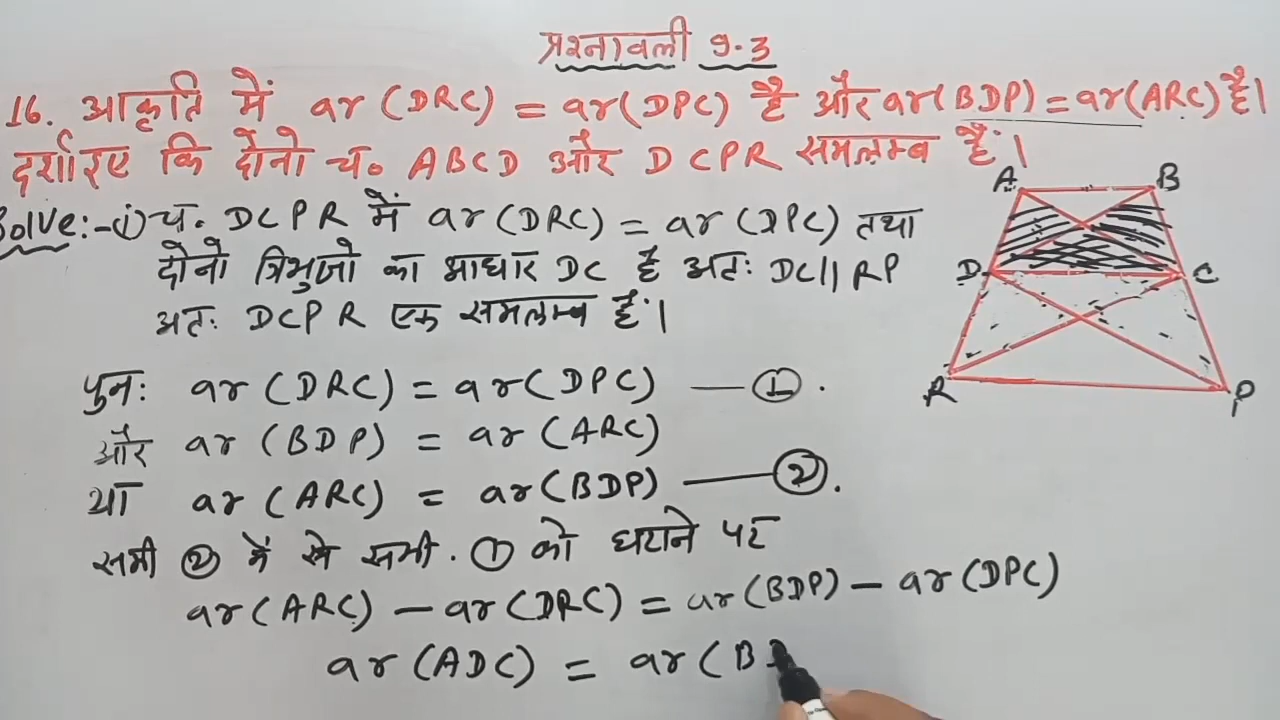 प्रश्नावली 9.3
16. आकृति में ar (DRC) = ar(DPC) है और ar(BDP) = ar(ARC) है।
दर्शाइए कि दोनो च. ABCD और DCPR समलम्ब हैं।
A B
D C
R P
Solve:-(i) च. DCPR में ar (DRC) = ar (DPC) तथा
दोनो त्रिभुजो का आधार DC है अतः DC || RP
अतः DCPR एक समलम्ब हैं।
पुनः ar (DRC) = ar (DPC) — ① .
और ar (BDP) = ar (ARC)
या ar (ARC) = ar (BDP) — ② .
समी ② में से समी. ① को घटाने पर
ar (ARC) — ar (DRC) = ar (BDP) — ar (DPC)
ar (ADC) = ar ( B